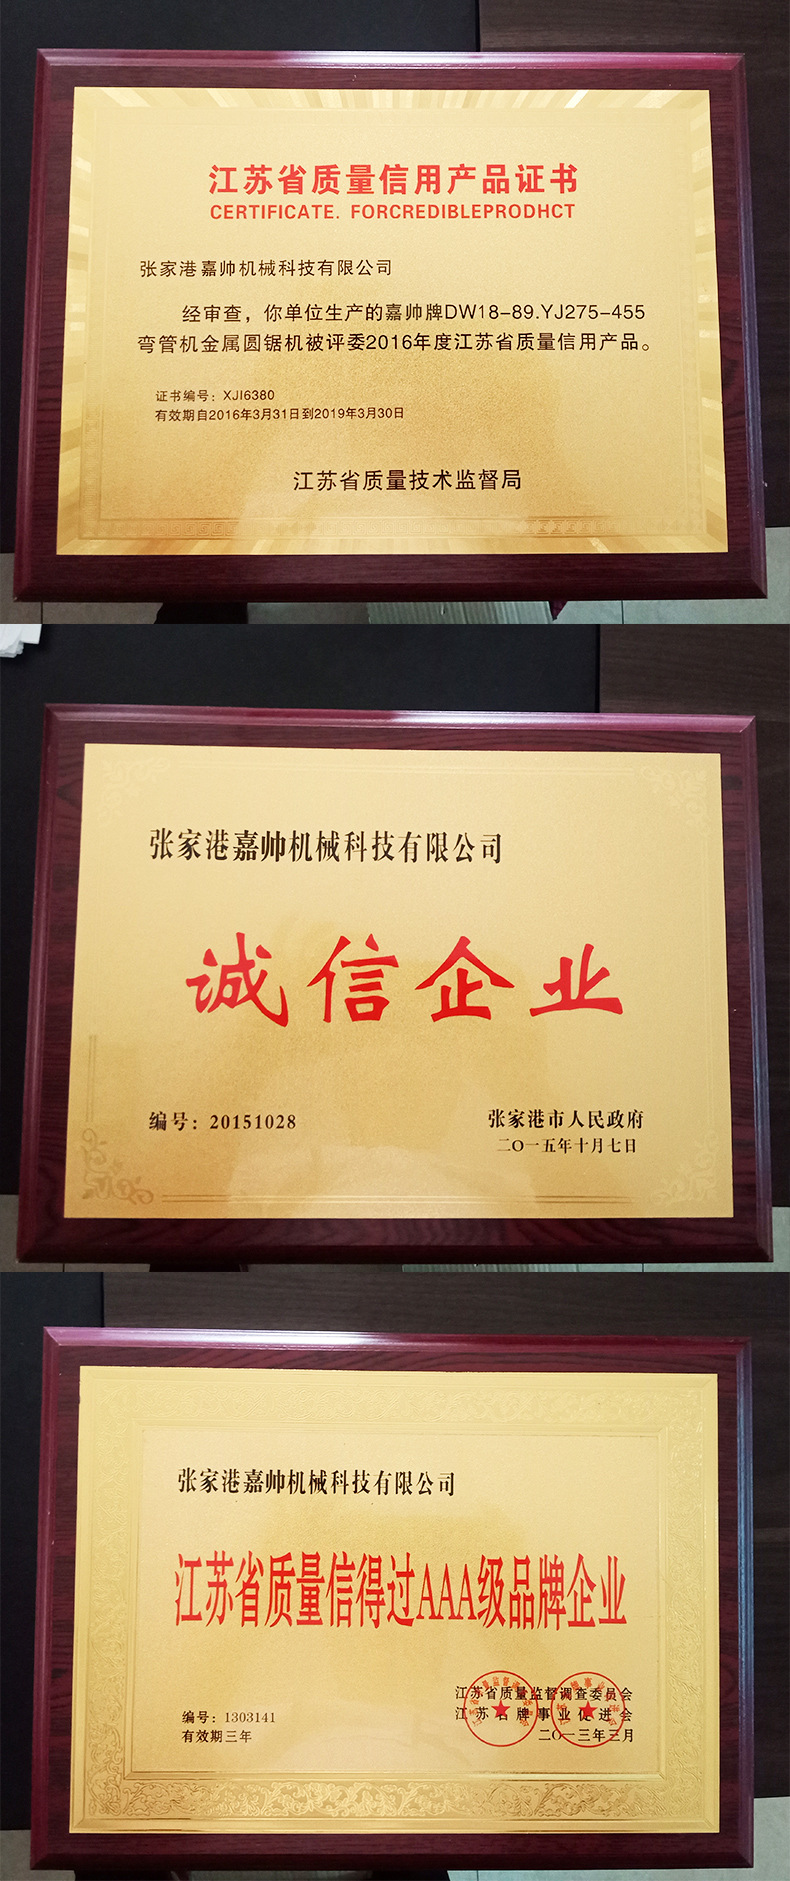 江苏省质量信用产品证书
CERTIFICATE. FORCREDIBLEPRODHCT
张家港嘉帅机械科技有限公司
经审查，你单位生产的嘉帅牌DW18-89.YJ275-455
弯管机金属圆锯机被评委2016年度江苏省质量信用产品。
证书编号：XJI6380
有效期自2016年3月31日到2019年3月30日
江苏省质量技术监督局
张家港嘉帅机械科技有限公司
诚信企业
编号：20151028
张家港市人民政府
二〇一五年十月七日
张家港嘉帅机械科技有限公司
江苏省质量信得过AAA级品牌企业
江苏省质量监督调查委员会
编号：1303141
江苏名牌事业促进会
有效期三年
二〇一三年三月